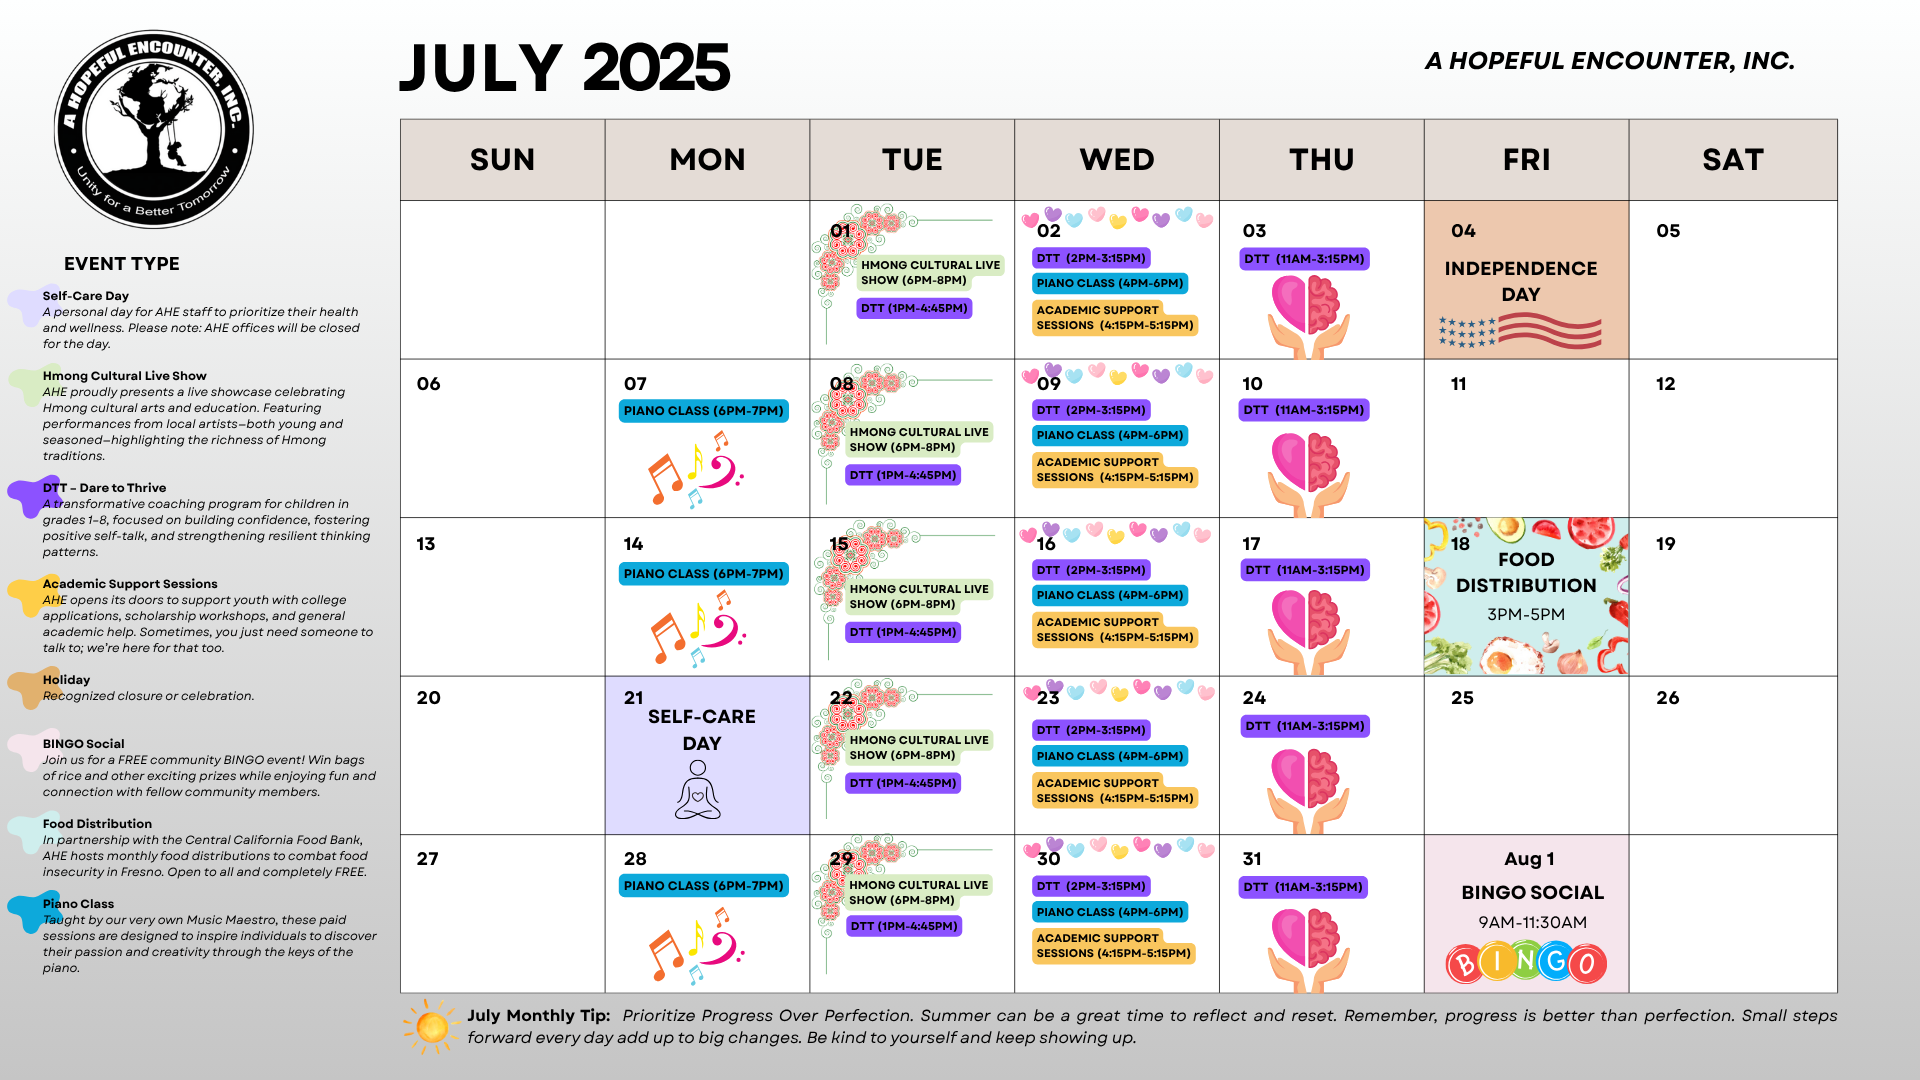 A HOPEFUL ENCOUNTER, INC.
Unity for a Better Tomorrow
JULY 2025
A HOPEFUL ENCOUNTER, INC.
EVENT TYPE
Self-Care Day
A personal day for AHE staff to prioritize their health
and wellness. Please note: AHE offices will be closed
for the day.
Hmong Cultural Live Show
AHE proudly presents a live showcase celebrating
Hmong cultural arts and education. Featuring
performances from local artists—both young and
seasoned—highlighting the richness of Hmong
traditions.
DTT – Dare to Thrive
A transformative coaching program for children in
grades 1–8, focused on building confidence, fostering
positive self-talk, and strengthening resilient thinking
patterns.
Academic Support Sessions
AHE opens its doors to support youth with college
applications, scholarship workshops, and general
academic help. Sometimes, you just need someone to
talk to; we're here for that too.
Holiday
Recognized closure or celebration.
BINGO Social
Join us for a FREE community BINGO event! Win bags
of rice and other exciting prizes while enjoying fun and
connection with fellow community members.
Food Distribution
In partnership with the Central California Food Bank,
AHE hosts monthly food distributions to combat food
insecurity in Fresno. Open to all and completely FREE.
Piano Class
Taught by our very own Music Maestro, these paid
sessions are designed to inspire individuals to discover
their passion and creativity through the keys of the
piano.
SUN MON TUE WED THU FRI SAT
01
HMONG CULTURAL LIVE
SHOW (6PM-8PM)
DTT (1PM-4:45PM)
02
DTT (2PM-3:15PM)
PIANO CLASS (4PM-6PM)
ACADEMIC SUPPORT
SESSIONS (4:15PM-5:15PM)
03
DTT (11AM-3:15PM)
04
INDEPENDENCE
DAY
05
06
07
PIANO CLASS (6PM-7PM)
08
HMONG CULTURAL LIVE
SHOW (6PM-8PM)
DTT (1PM-4:45PM)
09
DTT (2PM-3:15PM)
PIANO CLASS (4PM-6PM)
ACADEMIC SUPPORT
SESSIONS (4:15PM-5:15PM)
10
DTT (11AM-3:15PM)
11
12
13
14
PIANO CLASS (6PM-7PM)
15
HMONG CULTURAL LIVE
SHOW (6PM-8PM)
DTT (1PM-4:45PM)
16
DTT (2PM-3:15PM)
PIANO CLASS (4PM-6PM)
ACADEMIC SUPPORT
SESSIONS (4:15PM-5:15PM)
17
DTT (11AM-3:15PM)
18
FOOD
DISTRIBUTION
3PM-5PM
19
20
21
SELF-CARE
DAY
22
HMONG CULTURAL LIVE
SHOW (6PM-8PM)
DTT (1PM-4:45PM)
23
DTT (2PM-3:15PM)
PIANO CLASS (4PM-6PM)
ACADEMIC SUPPORT
SESSIONS (4:15PM-5:15PM)
24
DTT (11AM-3:15PM)
25
26
27
28
PIANO CLASS (6PM-7PM)
29
HMONG CULTURAL LIVE
SHOW (6PM-8PM)
DTT (1PM-4:45PM)
30
DTT (2PM-3:15PM)
PIANO CLASS (4PM-6PM)
ACADEMIC SUPPORT
SESSIONS (4:15PM-5:15PM)
31
DTT (11AM-3:15PM)
Aug 1
BINGO SOCIAL
9AM-11:30AM
BINGO
July Monthly Tip: Prioritize Progress Over Perfection. Summer can be a great time to reflect and reset. Remember, progress is better than perfection. Small steps
forward every day add up to big changes. Be kind to yourself and keep showing up.